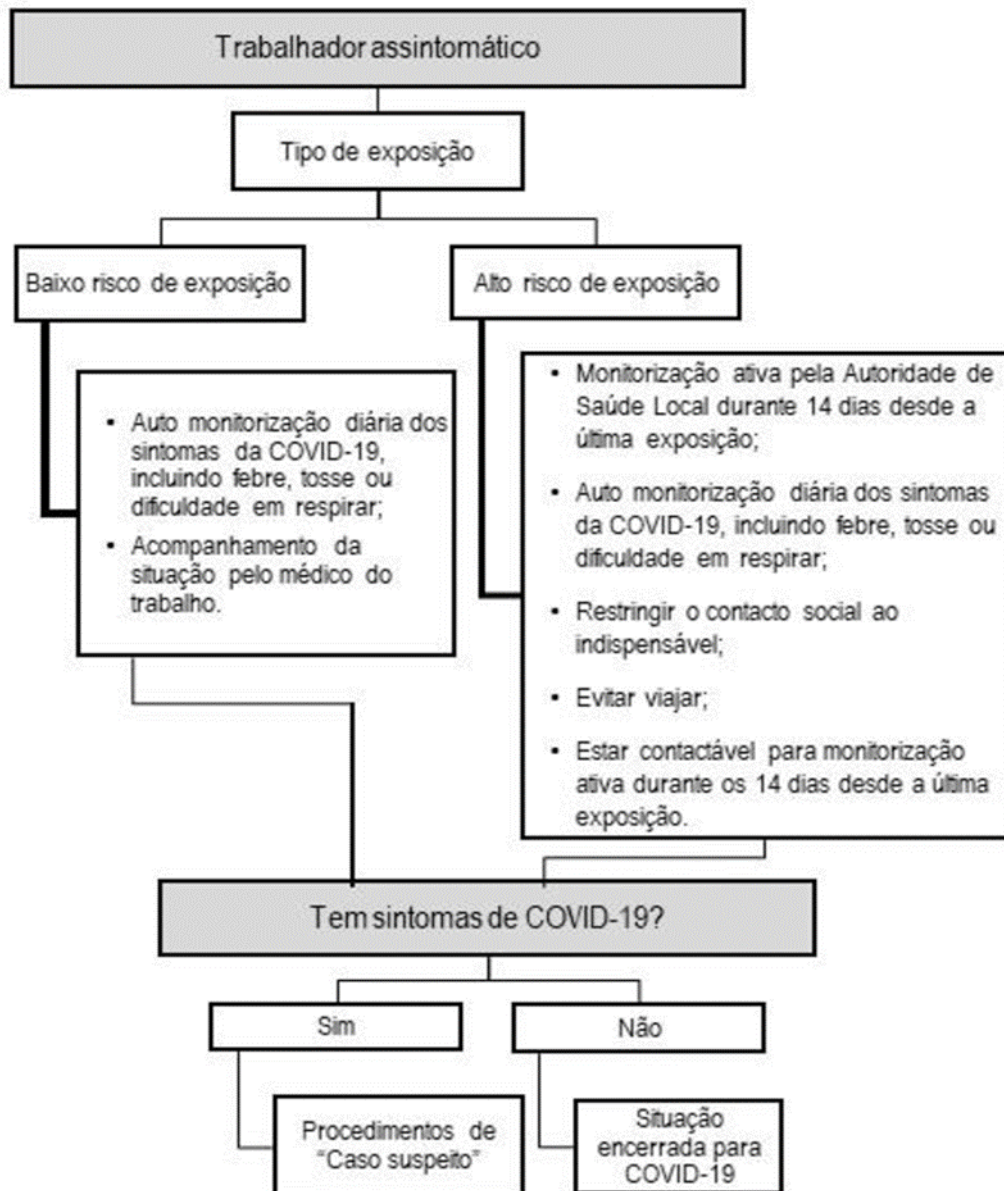 Trabalhador assintomático
Tipo de exposição
Baixo risco de exposição
Alto risco de exposição
• Auto monitorização diária dos
sintomas da COVID-19,
incluindo febre, tosse ou
dificuldade em respirar;
• Acompanhamento da
situação pelo médico do
trabalho.
• Monitorização ativa pela Autoridade de
Saúde Local durante 14 dias desde a
última exposição;
• Auto monitorização diária dos sintomas
da COVID-19, incluindo febre, tosse ou
dificuldade em respirar;
• Restringir o contacto social ao
indispensável;
• Evitar viajar;
• Estar contactável para monitorização
ativa durante os 14 dias desde a última
exposição.
Tem sintomas de COVID-19?
Sim
Não
Procedimentos de
“Caso suspeito”
Situação
encerrada para
COVID-19